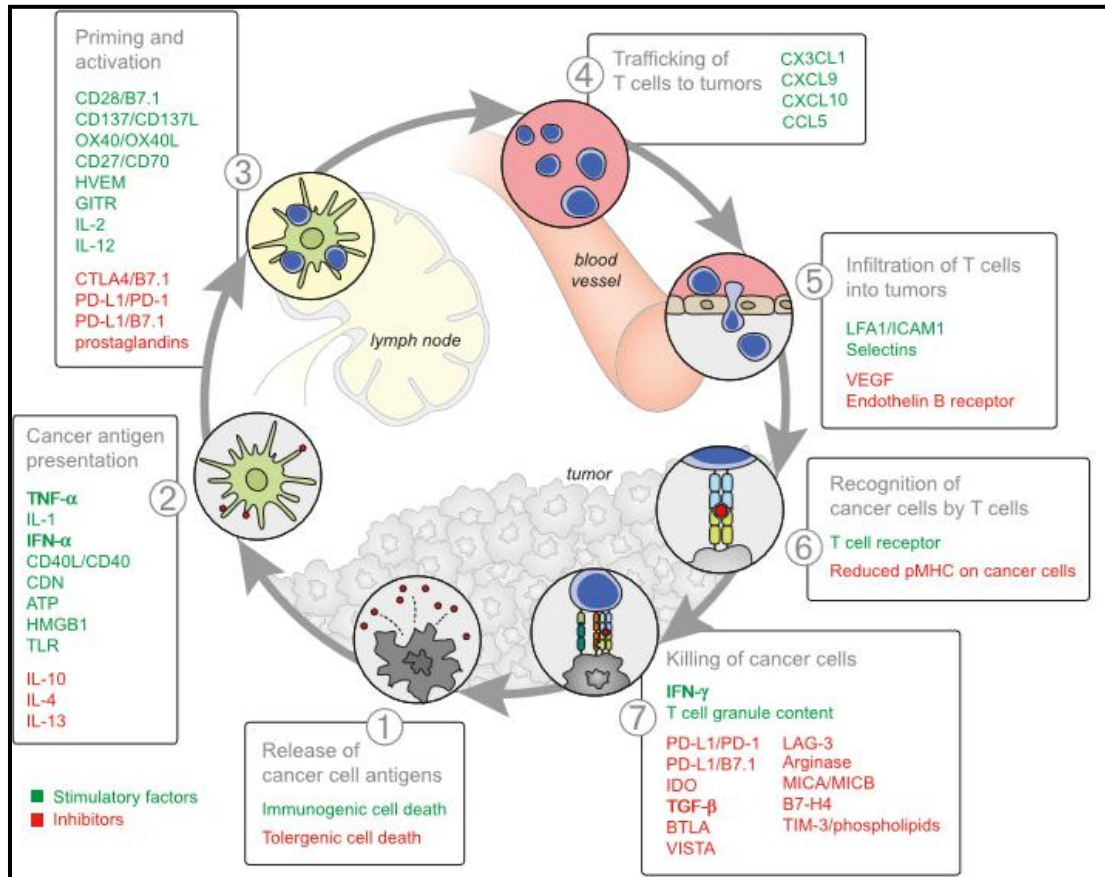 Priming and
activation
CD28/B7.1
CD137/CD137L
OX40/OX40L
CD27/CD70
HVEM
GITR
IL-2
IL-12
CTLA4/B7.1
PD-L1/PD-1
PD-L1/B7.1
prostaglandins
3
4
Trafficking of
T cells to tumors
CX3CL1
CXCL9
CXCL10
CCL5
blood
vessel
lymph node
5
Infiltration of T cells
into tumors
LFA1/ICAM1
Selectins
VEGF
Endothelin B receptor
Cancer antigen
presentation
2
TNF-α
IL-1
IFN-α
CD40L/CD40
CDN
ATP
HMGB1
TLR
IL-10
IL-4
IL-13
tumor
6
Recognition of
cancer cells by T cells
T cell receptor
Reduced pMHC on cancer cells
7
Killing of cancer cells
IFN-γ
T cell granule content
PD-L1/PD-1
PD-L1/B7.1
IDO
TGF-β
BTLA
VISTA
LAG-3
Arginase
MICA/MICB
B7-H4
TIM-3/phospholipids
1
Release of
cancer cell antigens
Immunogenic cell death
Tolergenic cell death
Stimulatory factors
Inhibitors